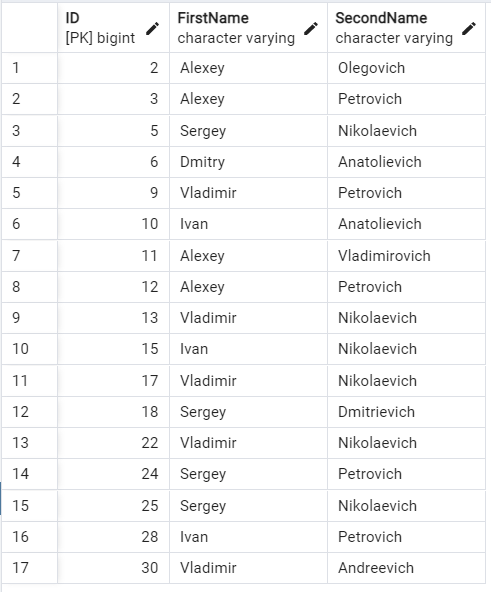 ID FirstName SecondName
[PK] bigint character varying character varying
1 2 Alexey Olegovich
2 3 Alexey Petrovich
3 5 Sergey Nikolaevich
4 6 Dmitry Anatolievich
5 9 Vladimir Petrovich
6 10 Ivan Anatolievich
7 11 Alexey Vladimirovich
8 12 Alexey Petrovich
9 13 Vladimir Nikolaevich
10 15 Ivan Nikolaevich
11 17 Vladimir Nikolaevich
12 18 Sergey Dmitrievich
13 22 Vladimir Nikolaevich
14 24 Sergey Petrovich
15 25 Sergey Nikolaevich
16 28 Ivan Petrovich
17 30 Vladimir Andreevich